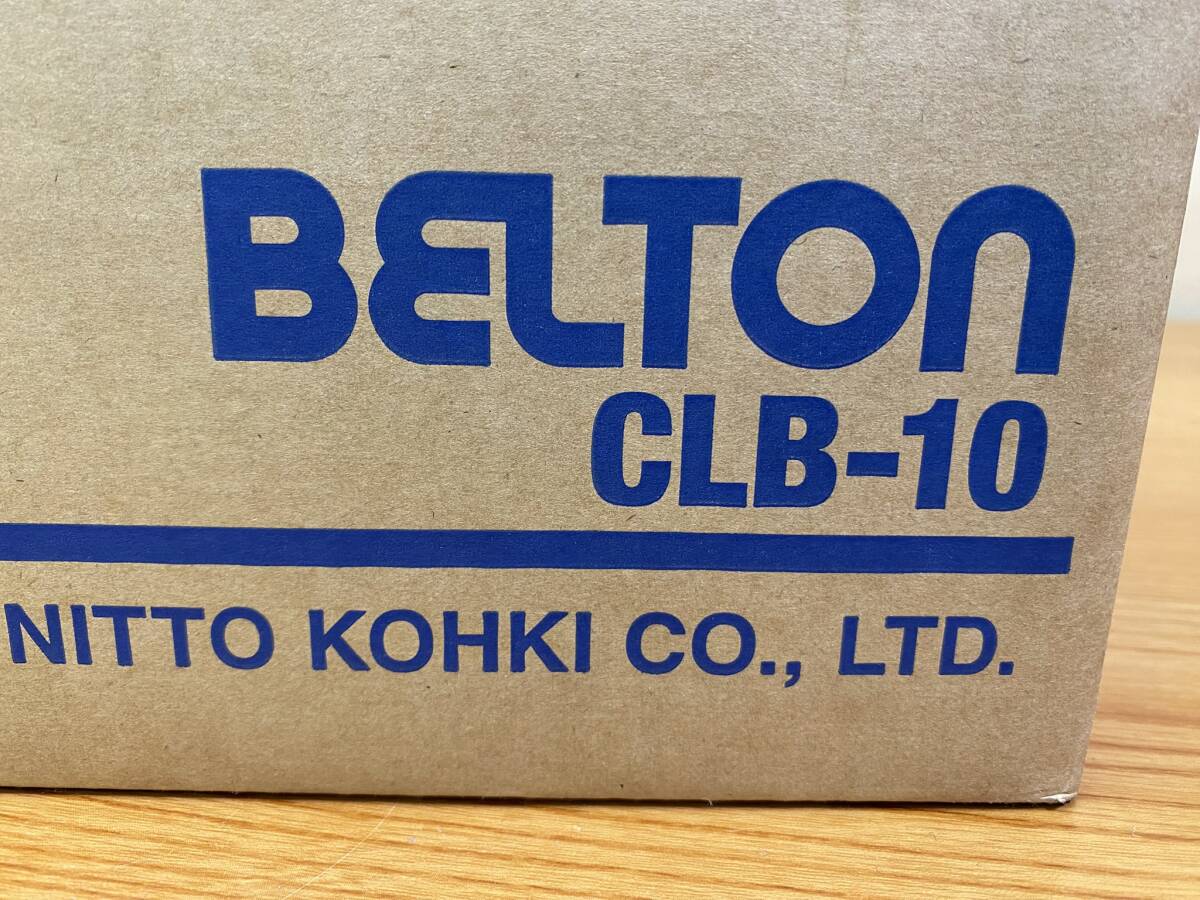 BELTON
CLB-10
NITTO KOHKI CO., LTD.